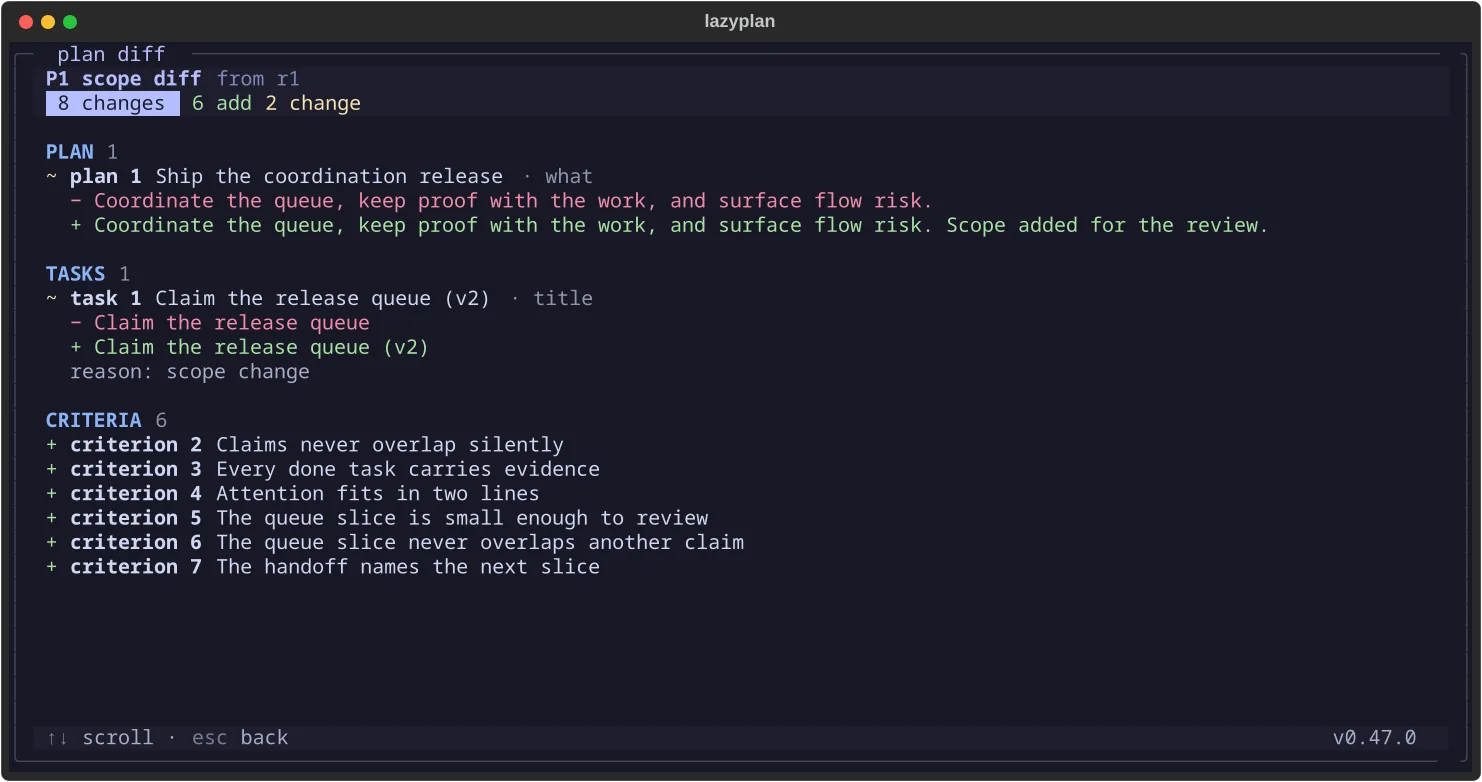 lazyplan
plan diff
P1 scope diff from r1
8 changes 6 add 2 change
PLAN 1
~ plan 1 Ship the coordination release · what
− Coordinate the queue, keep proof with the work, and surface flow risk.
+ Coordinate the queue, keep proof with the work, and surface flow risk. Scope added for the review.
TASKS 1
~ task 1 Claim the release queue (v2) · title
− Claim the release queue
+ Claim the release queue (v2)
reason: scope change
CRITERIA 6
+ criterion 2 Claims never overlap silently
+ criterion 3 Every done task carries evidence
+ criterion 4 Attention fits in two lines
+ criterion 5 The queue slice is small enough to review
+ criterion 6 The queue slice never overlaps another claim
+ criterion 7 The handoff names the next slice
↑↓ scroll · esc back v0.47.0